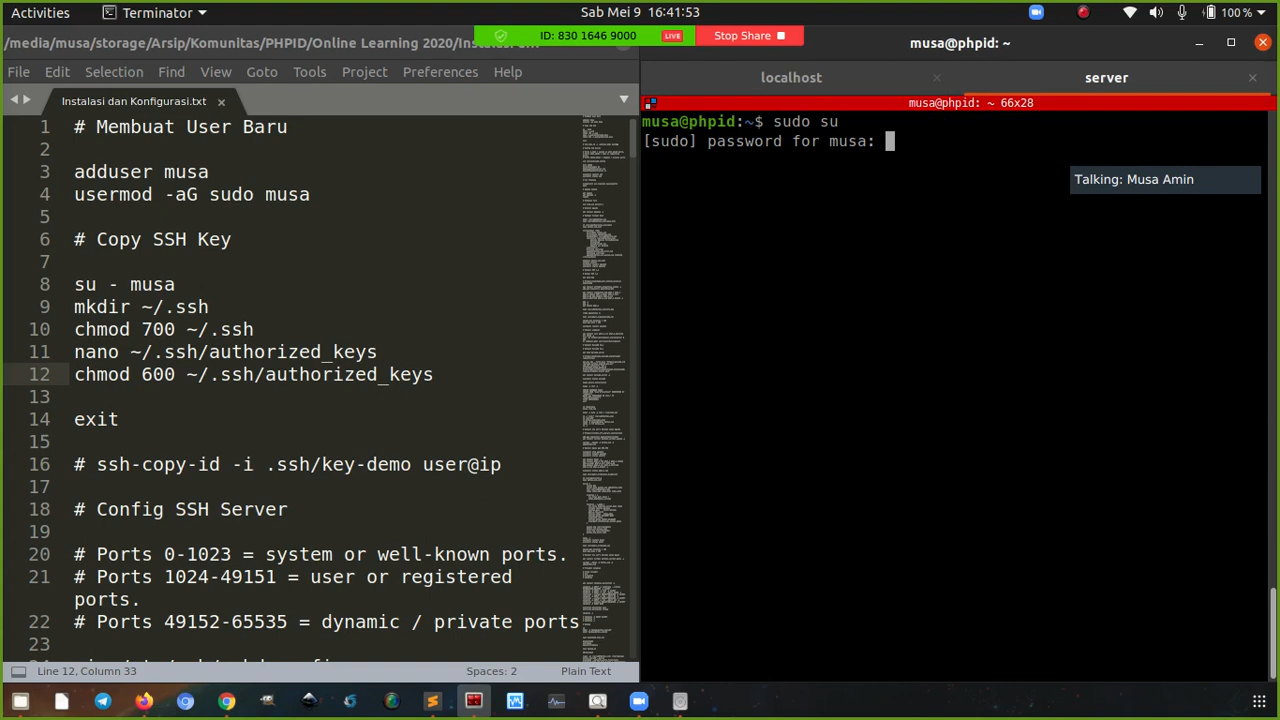 Activities
Terminator
Sab Mei 9 16:41:53
100 %
/media/musa/storage/Arsip/Komunitas/PHPID/Online Learning 2020/
ID: 830 1646 9000
LIVE
Stop Share
musa@phpid: ~
File Edit Selection Find View Goto Tools Project Preferences Help
localhost
server
Instalasi dan Konfigurasi.txt
musa@phpid: ~ 66x28
1 # Membuat User Baru
2
3 adduser musa
4 usermod -aG sudo musa
5
6 # Copy SSH Key
7
8 su - musa
9 mkdir ~/.ssh
10 chmod 700 ~/.ssh
11 nano ~/.ssh/authorized_keys
12 chmod 600 ~/.ssh/authorized_keys
13
14 exit
15
16 # ssh-copy-id -i .ssh/key-demo user@ip
17
18 # Config SSH Server
19
20 # Ports 0-1023 = system or well-known ports.
21 # Ports 1024-49151 = user or registered
ports.
22 # Ports 49152-65535 = dynamic / private ports
23
musa@phpid:~$ sudo su
[sudo] password for musa:
Talking: Musa Amin
Line 12, Column 33
Spaces: 2
Plain Text